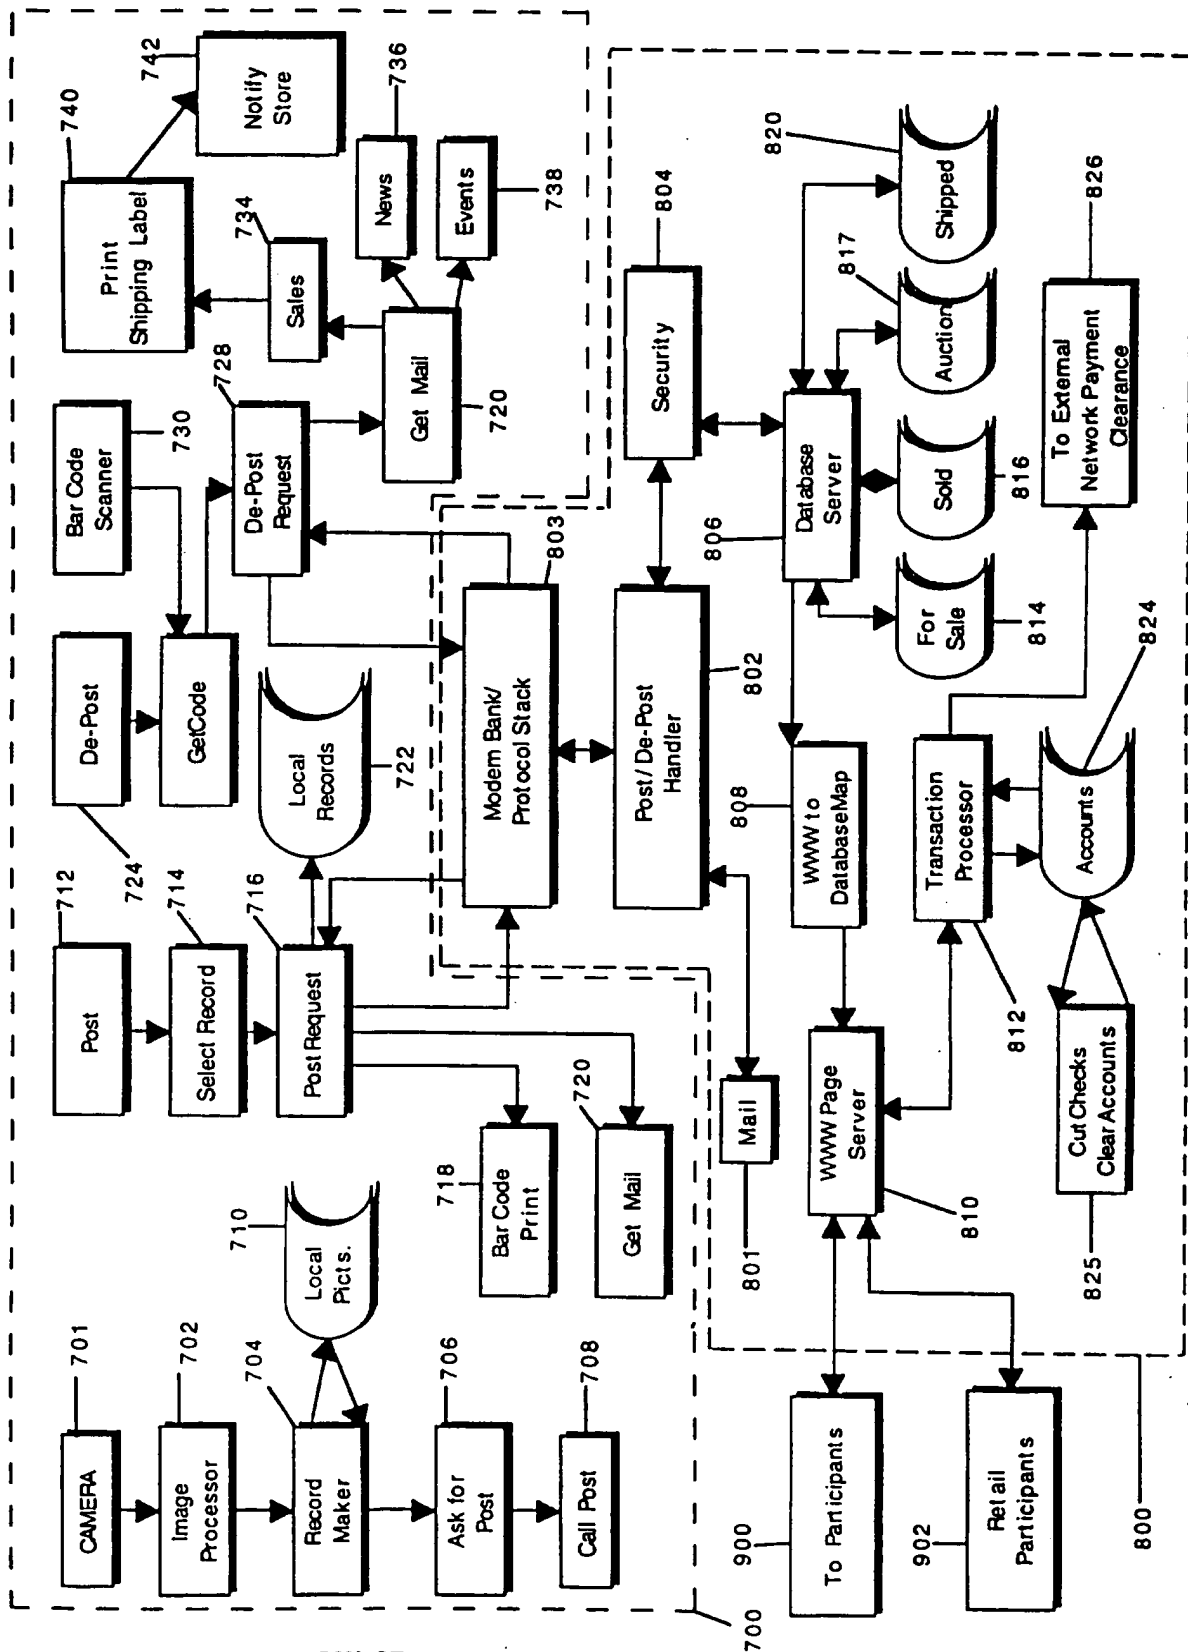 CAMERA
701
Image
Processor
702
Record
Maker
704
Ask for
Post
706
Call Post
708
Local
Picts.
710
Post
712
Select Record
714
Post Request
716
Bar Code
Print
718
Get Mail
720
Local
Records
722
De-Post
724
GetCode
Bar Code
Scanner
730
De-Post
Request
728
Get Mail
720
Sales
734
Print
Shipping Label
740
Notify
Store
742
News
736
Events
738
700
Modem Bank/
Protocol Stack
803
Post/De-Post
Handler
802
Security
804
Mail
801
Database
Server
806
WWW to
DatabaseMap
808
WWW Page
Server
810
For
Sale
814
Sold
816
Auction
817
Shipped
820
Transaction
Processor
812
Accounts
824
Cut Checks
Clear Accounts
825
To External
Network Payment
Clearance
826
To Participants
900
Retail
Participants
902
800